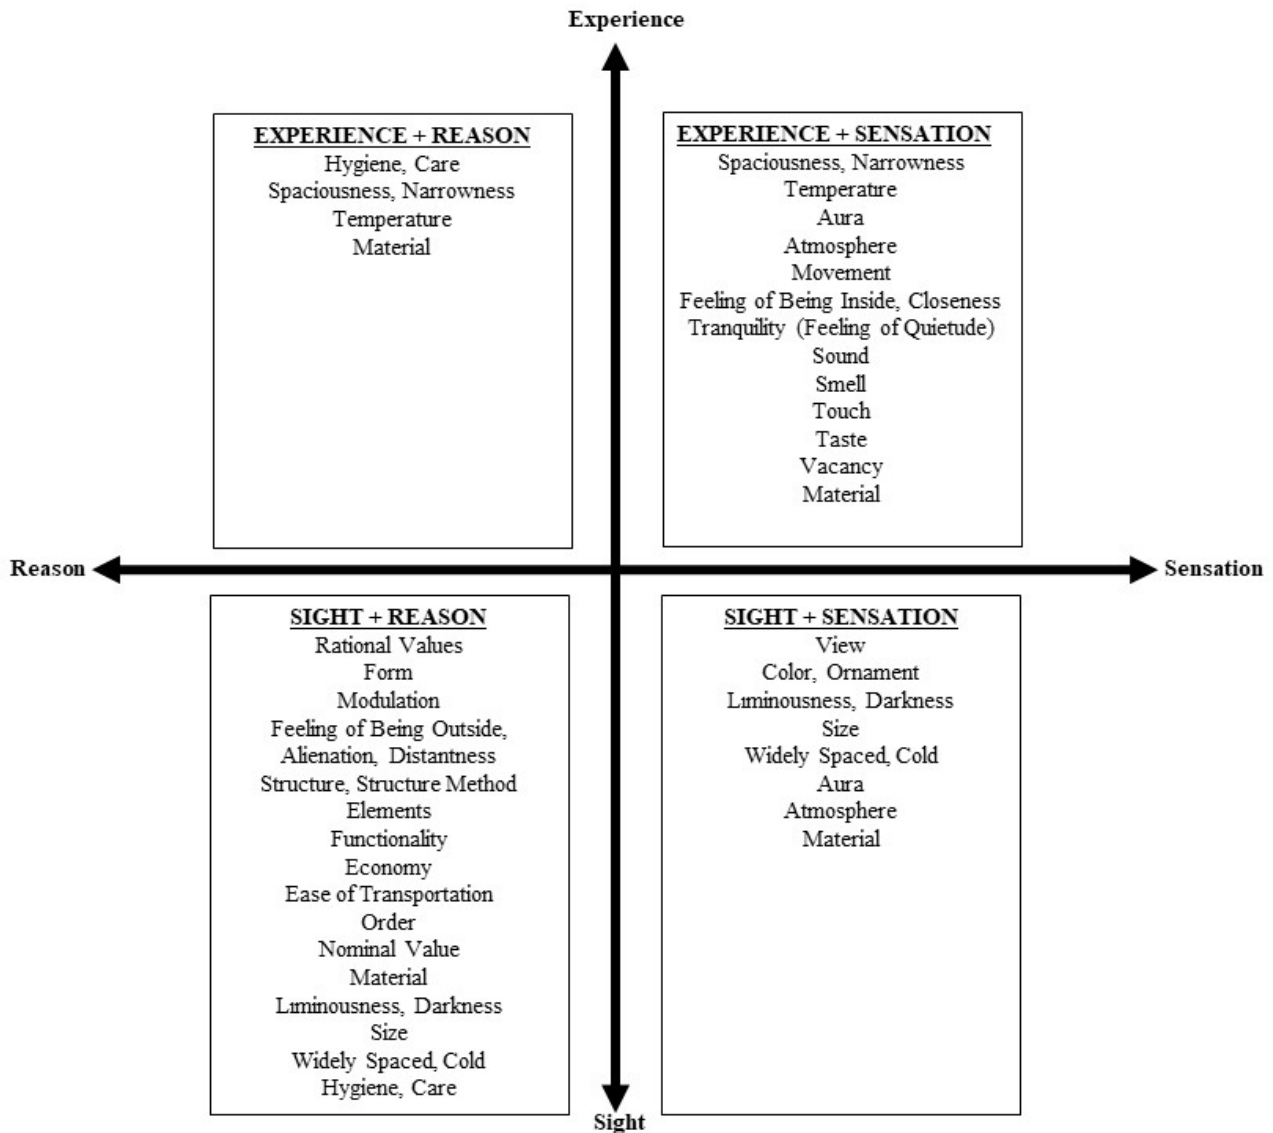 Experience
EXPERIENCE + REASON
Hygiene, Care
Spaciousness, Narrowness
Temperature
Material
EXPERIENCE + SENSATION
Spaciousness, Narrowness
Temperatıre
Aura
Atmosphere
Movement
Feeling of Being Inside, Closeness
Tranquility (Feeling of Quietude)
Sound
Smell
Touch
Taste
Vacancy
Material
Reason
Sensation
SIGHT + REASON
Rational Values
Form
Modulation
Feeling of Being Outside,
Alienation, Distantness
Structure, Structure Method
Elements
Functionality
Economy
Ease of Transportation
Order
Nominal Value
Material
Lıminousness, Darkness
Size
Widely Spaced, Cold
Hygiene, Care
SIGHT + SENSATION
View
Color, Ornament
Lıminousness, Darkness
Size
Widely Spaced, Cold
Aura
Atmosphere
Material
Sight